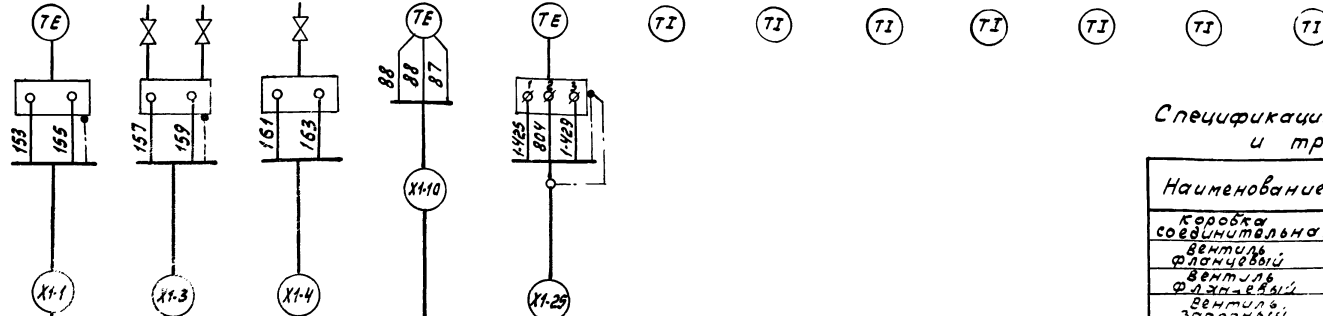 TE TE TE TI TI TI TI TI TI TI
88 88 87
1 2 3
153 155 157 159 161 163 1-425 804 1-429
X1-10
X1-1 X1-3 X1-4 X1-25
Спецификаци
и тр
Наименование
Коробка
соединительна
Вентиль
фланцевый
Вентиль
фланцевый
Вентиль
запорный